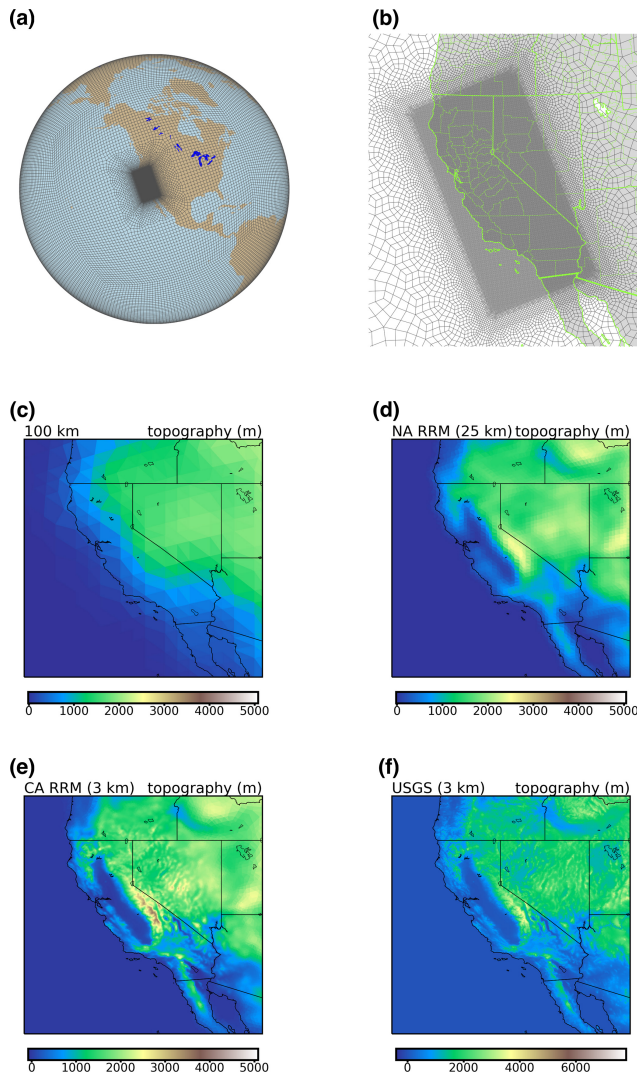 (a)
(b)
(c)
100 km topography (m)
0 1000 2000 3000 4000 5000
(d)
NA RRM (25 km) topography (m)
0 1000 2000 3000 4000 5000
(e)
CA RRM (3 km) topography (m)
0 1000 2000 3000 4000 5000
(f)
USGS (3 km) topography (m)
0 2000 4000 6000